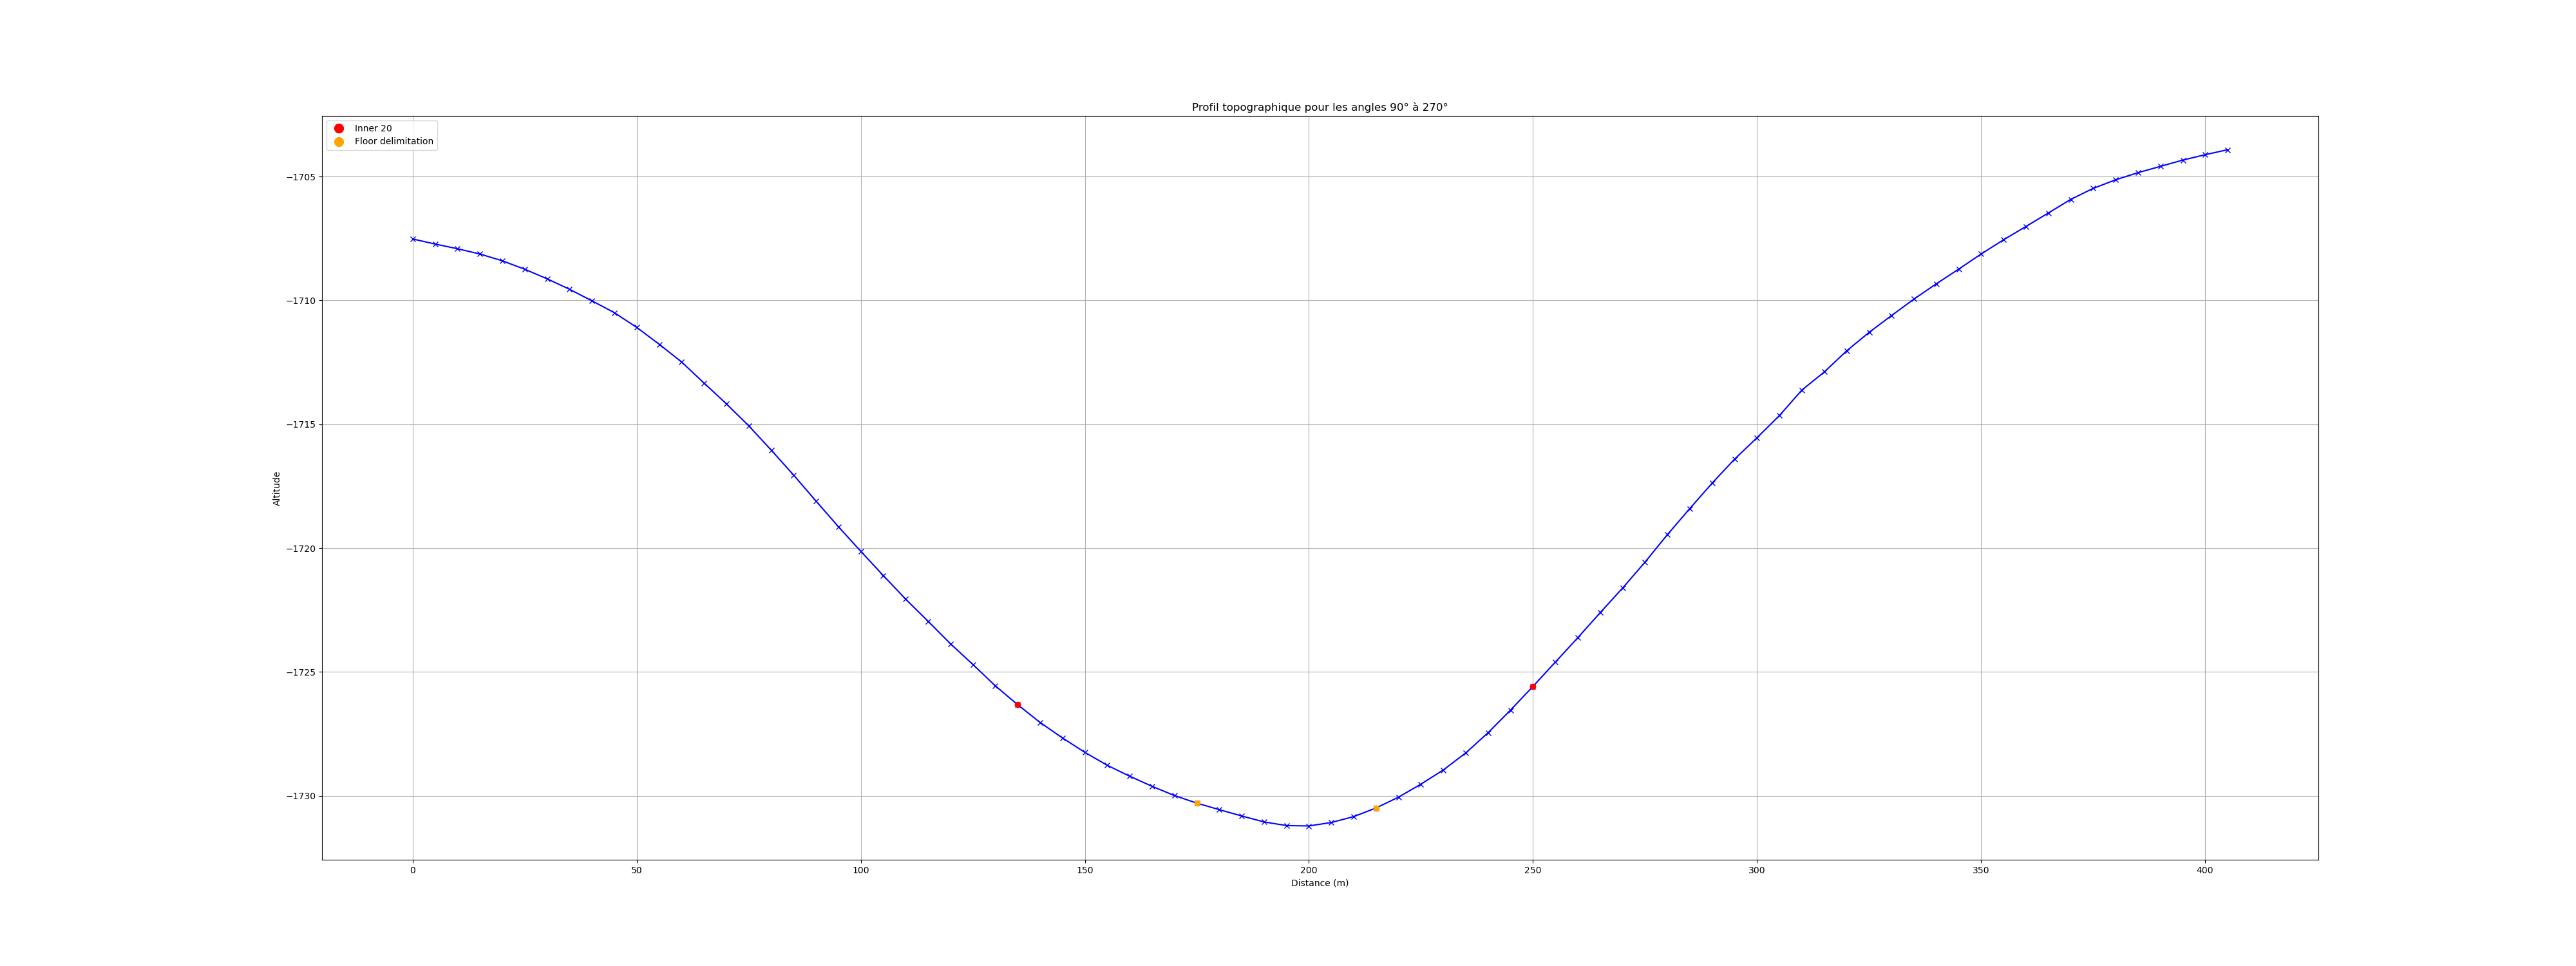 Profil topographique pour les angles 90° à 270°
Inner 20
Floor delimitation
−1705
−1710
−1715
−1720
−1725
−1730
Altitude
0 50 100 150 200 250 300 350 400
Distance (m)